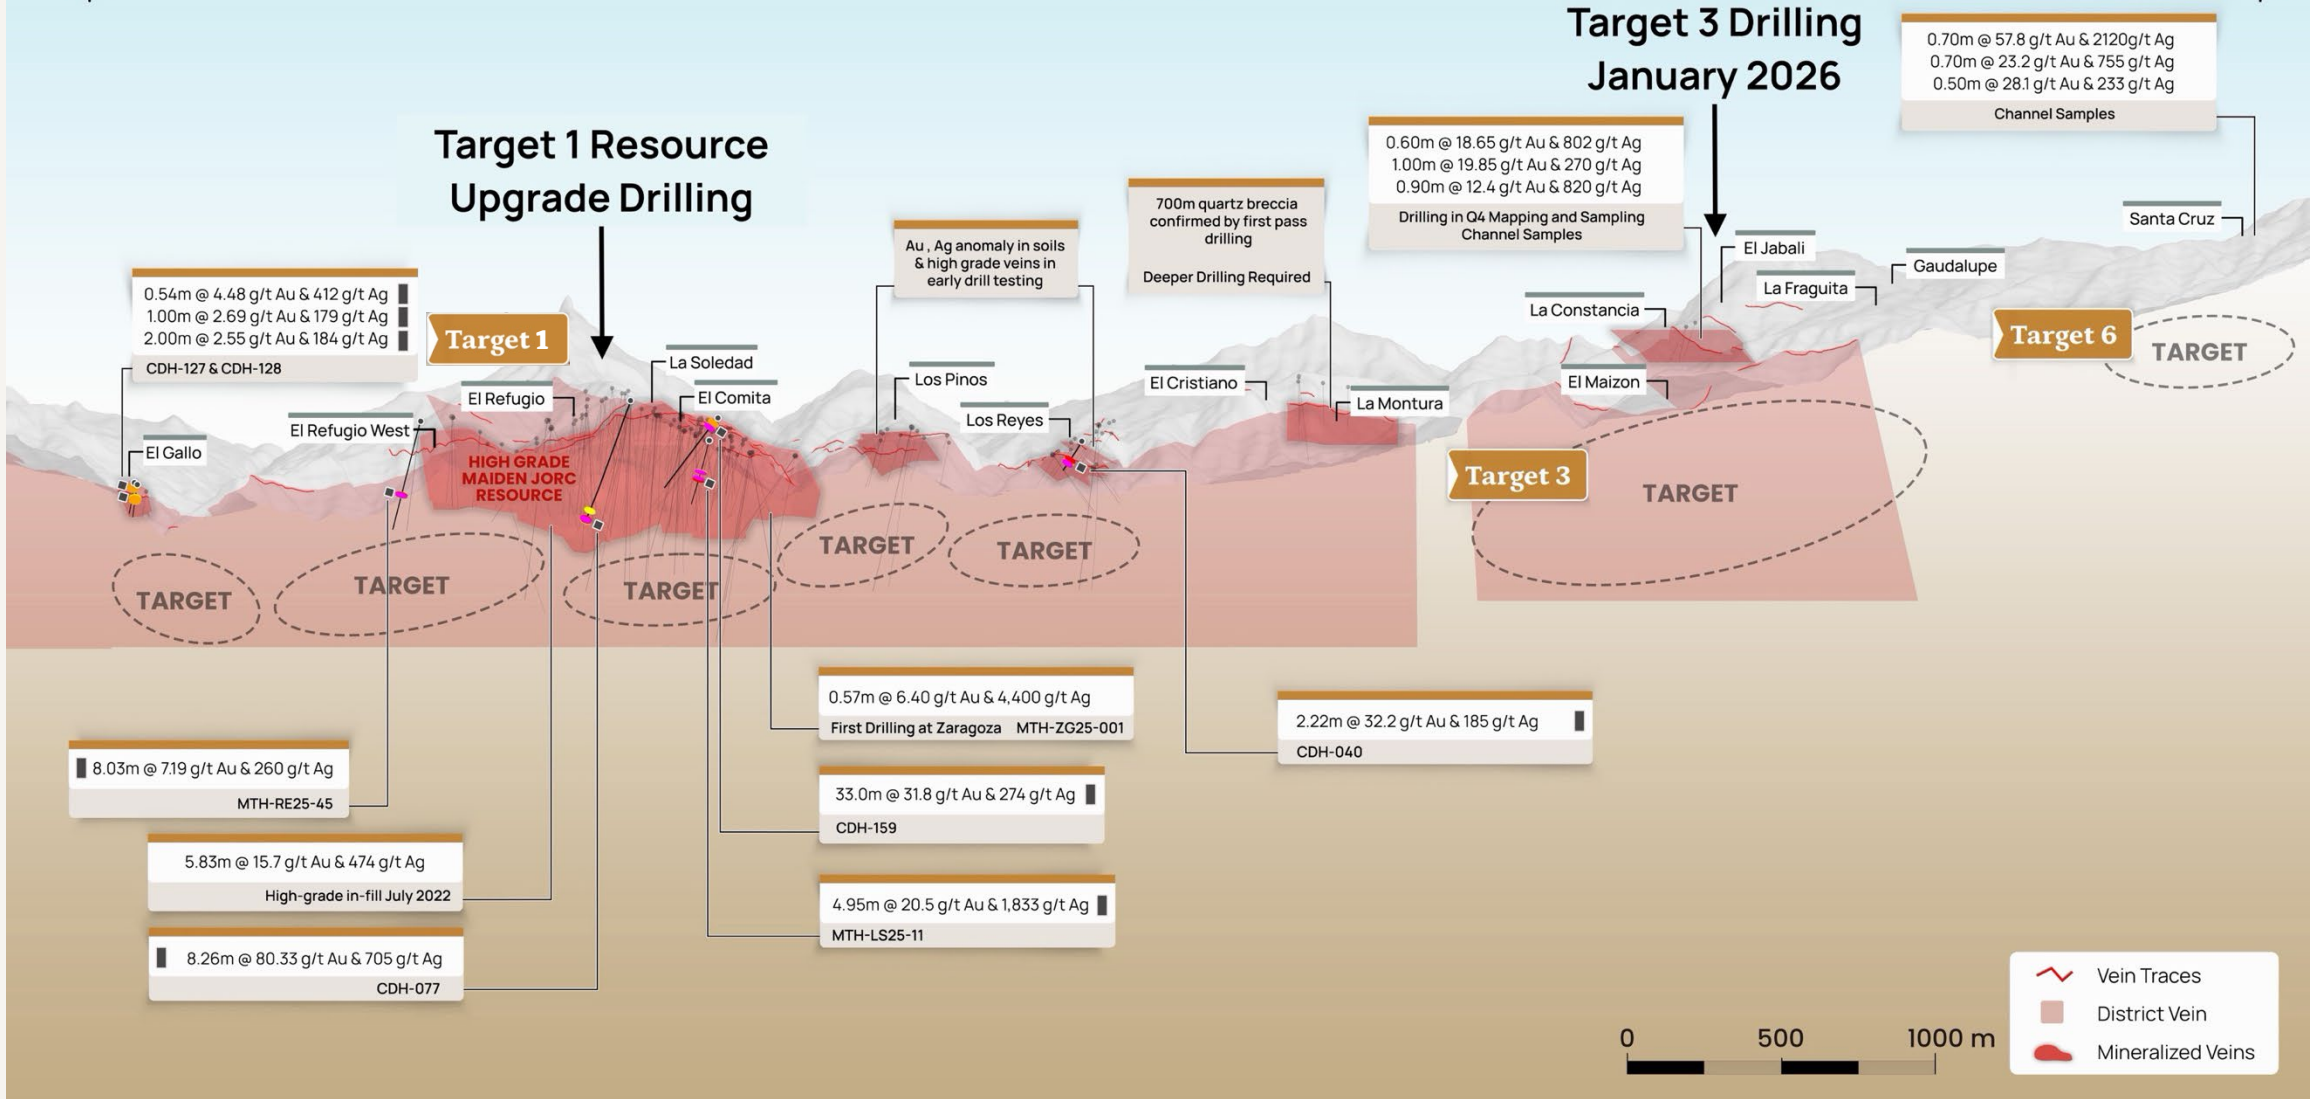 Target 3 Drilling
January 2026
0.70m @ 57.8 g/t Au & 2120g/t Ag
0.70m @ 23.2 g/t Au & 755 g/t Ag
0.50m @ 28.1 g/t Au & 233 g/t Ag
Channel Samples
Target 1 Resource
Upgrade Drilling
0.60m @ 18.65 g/t Au & 802 g/t Ag
1.00m @ 19.85 g/t Au & 270 g/t Ag
0.90m @ 12.4 g/t Au & 820 g/t Ag
Drilling in Q4 Mapping and Sampling
Channel Samples
700m quartz breccia
confirmed by first pass
drilling
Deeper Drilling Required
Au , Ag anomaly in soils
& high grade veins in
early drill testing
0.54m @ 4.48 g/t Au & 412 g/t Ag
1.00m @ 2.69 g/t Au & 179 g/t Ag
2.00m @ 2.55 g/t Au & 184 g/t Ag
CDH-127 & CDH-128
Target 1
Santa Cruz
El Jabali
Gaudalupe
La Fraguita
La Constancia
Target 6
TARGET
La Soledad
El Refugio
El Comita
Los Pinos
El Cristiano
La Montura
El Maizon
El Refugio West
Los Reyes
El Gallo
HIGH GRADE
MAIDEN JORC
RESOURCE
Target 3
TARGET
TARGET
TARGET
TARGET
TARGET
TARGET
0.57m @ 6.40 g/t Au & 4,400 g/t Ag
First Drilling at Zaragoza MTH-ZG25-001
2.22m @ 32.2 g/t Au & 185 g/t Ag
CDH-040
8.03m @ 7.19 g/t Au & 260 g/t Ag
MTH-RE25-45
33.0m @ 31.8 g/t Au & 274 g/t Ag
CDH-159
5.83m @ 15.7 g/t Au & 474 g/t Ag
High-grade in-fill July 2022
4.95m @ 20.5 g/t Au & 1,833 g/t Ag
MTH-LS25-11
8.26m @ 80.33 g/t Au & 705 g/t Ag
CDH-077
0 500 1000 m
Vein Traces
District Vein
Mineralized Veins